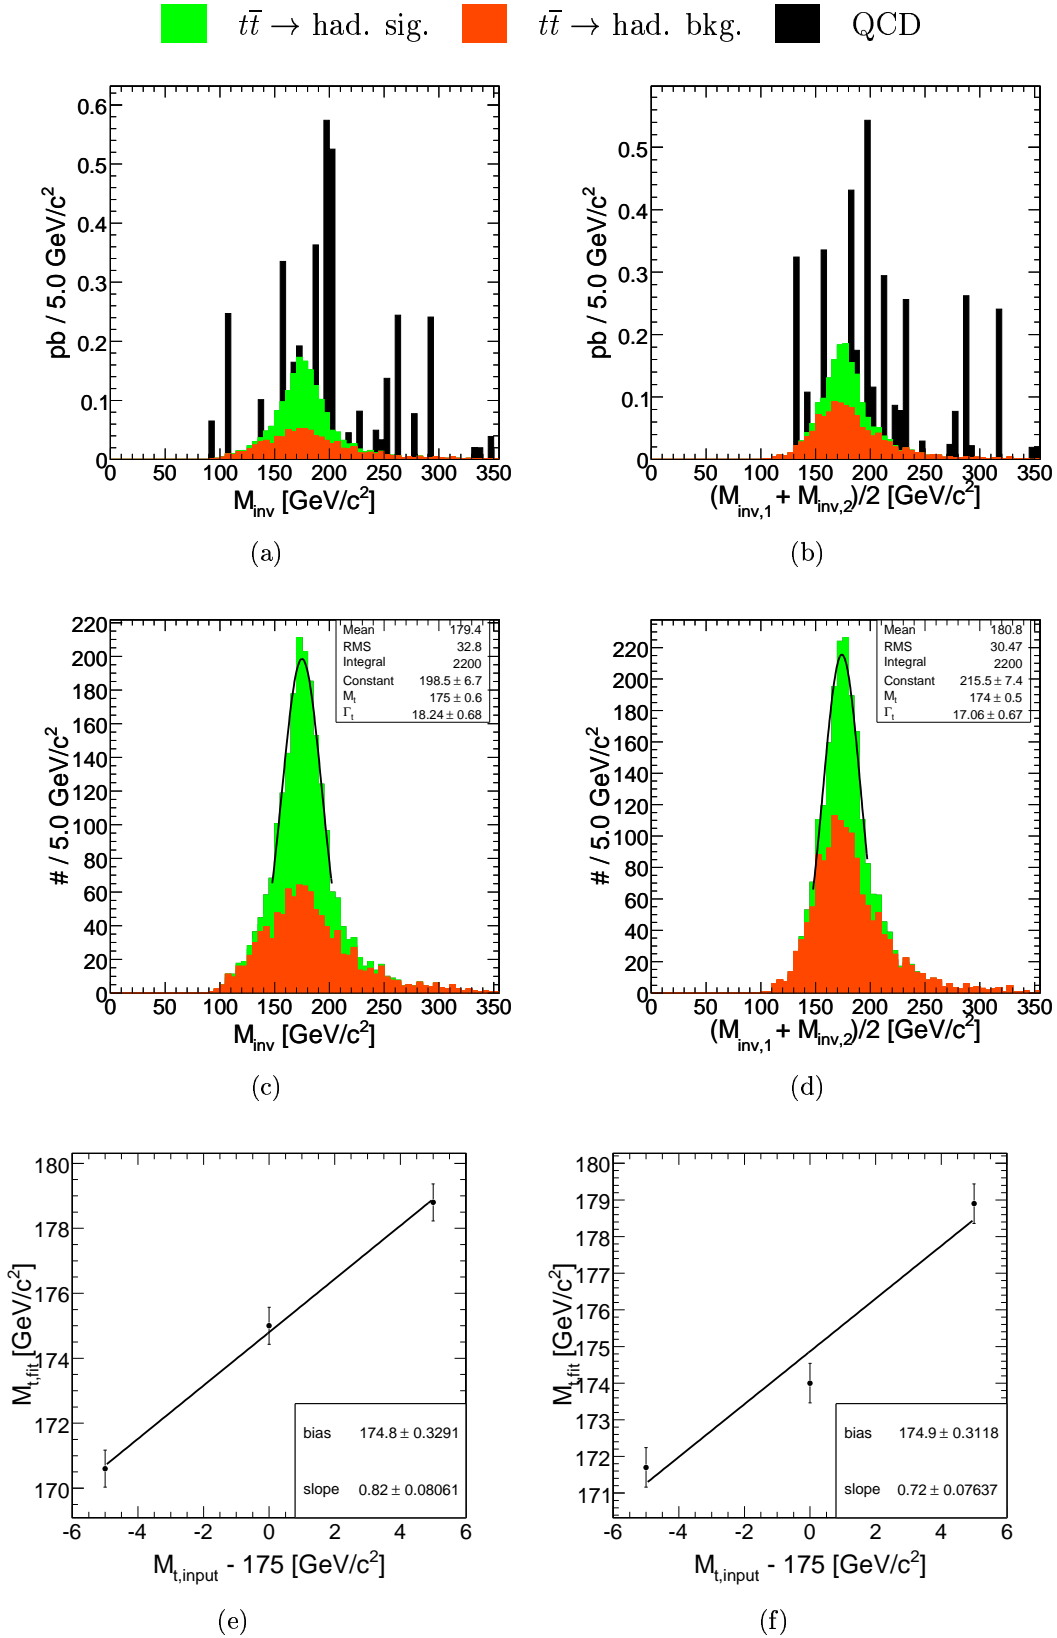 tt̄ → had. sig. tt̄ → had. bkg. QCD
pb / 5.0 GeV/c²
0.6
0.5
0.4
0.3
0.2
0.1
0
0 50 100 150 200 250 300 350
M_inv [GeV/c²]
(a)
pb / 5.0 GeV/c²
0.5
0.4
0.3
0.2
0.1
0
0 50 100 150 200 250 300 350
(M_inv,1 + M_inv,2)/2 [GeV/c²]
(b)
# / 5.0 GeV/c²
220
200
180
160
140
120
100
80
60
40
20
0
Mean 179.4
RMS 32.8
Integral 2200
Constant 198.5 ± 6.7
M_t 175 ± 0.6
Γ_t 18.24 ± 0.68
0 50 100 150 200 250 300 350
M_inv [GeV/c²]
(c)
# / 5.0 GeV/c²
220
200
180
160
140
120
100
80
60
40
20
0
Mean 180.8
RMS 30.47
Integral 2200
Constant 215.5 ± 7.4
M_t 174 ± 0.5
Γ_t 17.06 ± 0.67
0 50 100 150 200 250 300 350
(M_inv,1 + M_inv,2)/2 [GeV/c²]
(d)
M_t,fit [GeV/c²]
180
178
176
174
172
170
bias 174.8 ± 0.3291
slope 0.82 ± 0.08061
-6 -4 -2 0 2 4 6
M_t,input - 175 [GeV/c²]
(e)
M_t,fit [GeV/c²]
180
179
178
177
176
175
174
173
172
171
bias 174.9 ± 0.3118
slope 0.72 ± 0.07637
-6 -4 -2 0 2 4 6
M_t,input - 175 [GeV/c²]
(f)